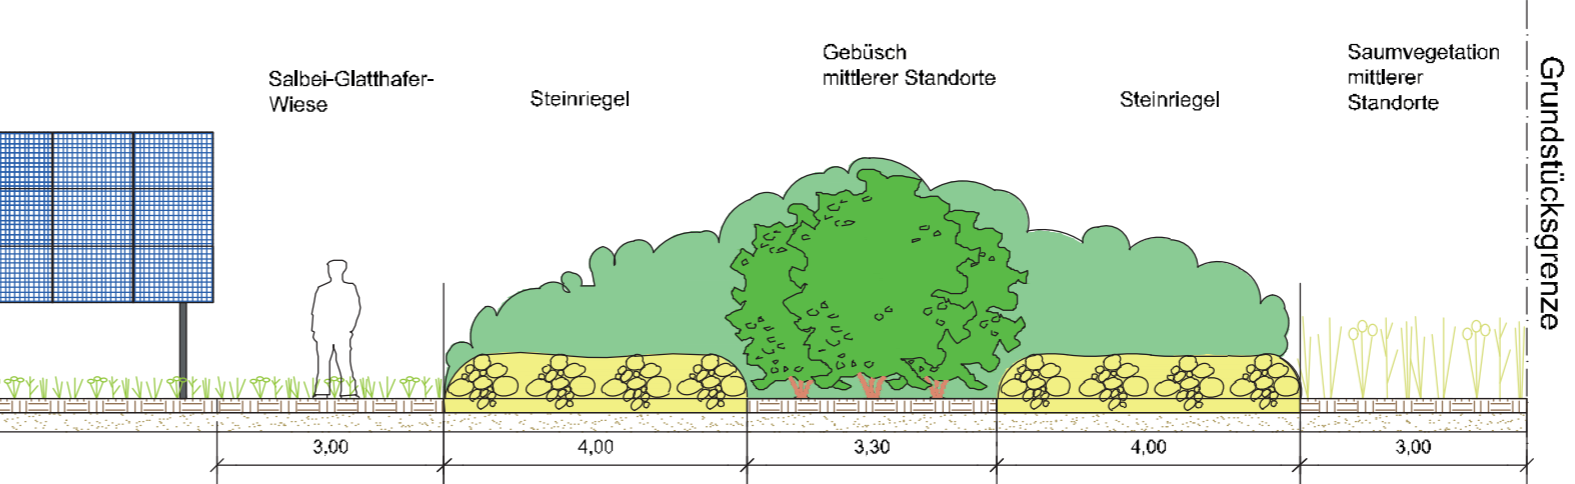 Salbei-Glatthafer-
Wiese
Steinriegel
Gebüsch
mittlerer Standorte
Steinriegel
Saumvegetation
mittlerer
Standorte
Grundstücksgrenze
3,00
4,00
3,30
4,00
3,00